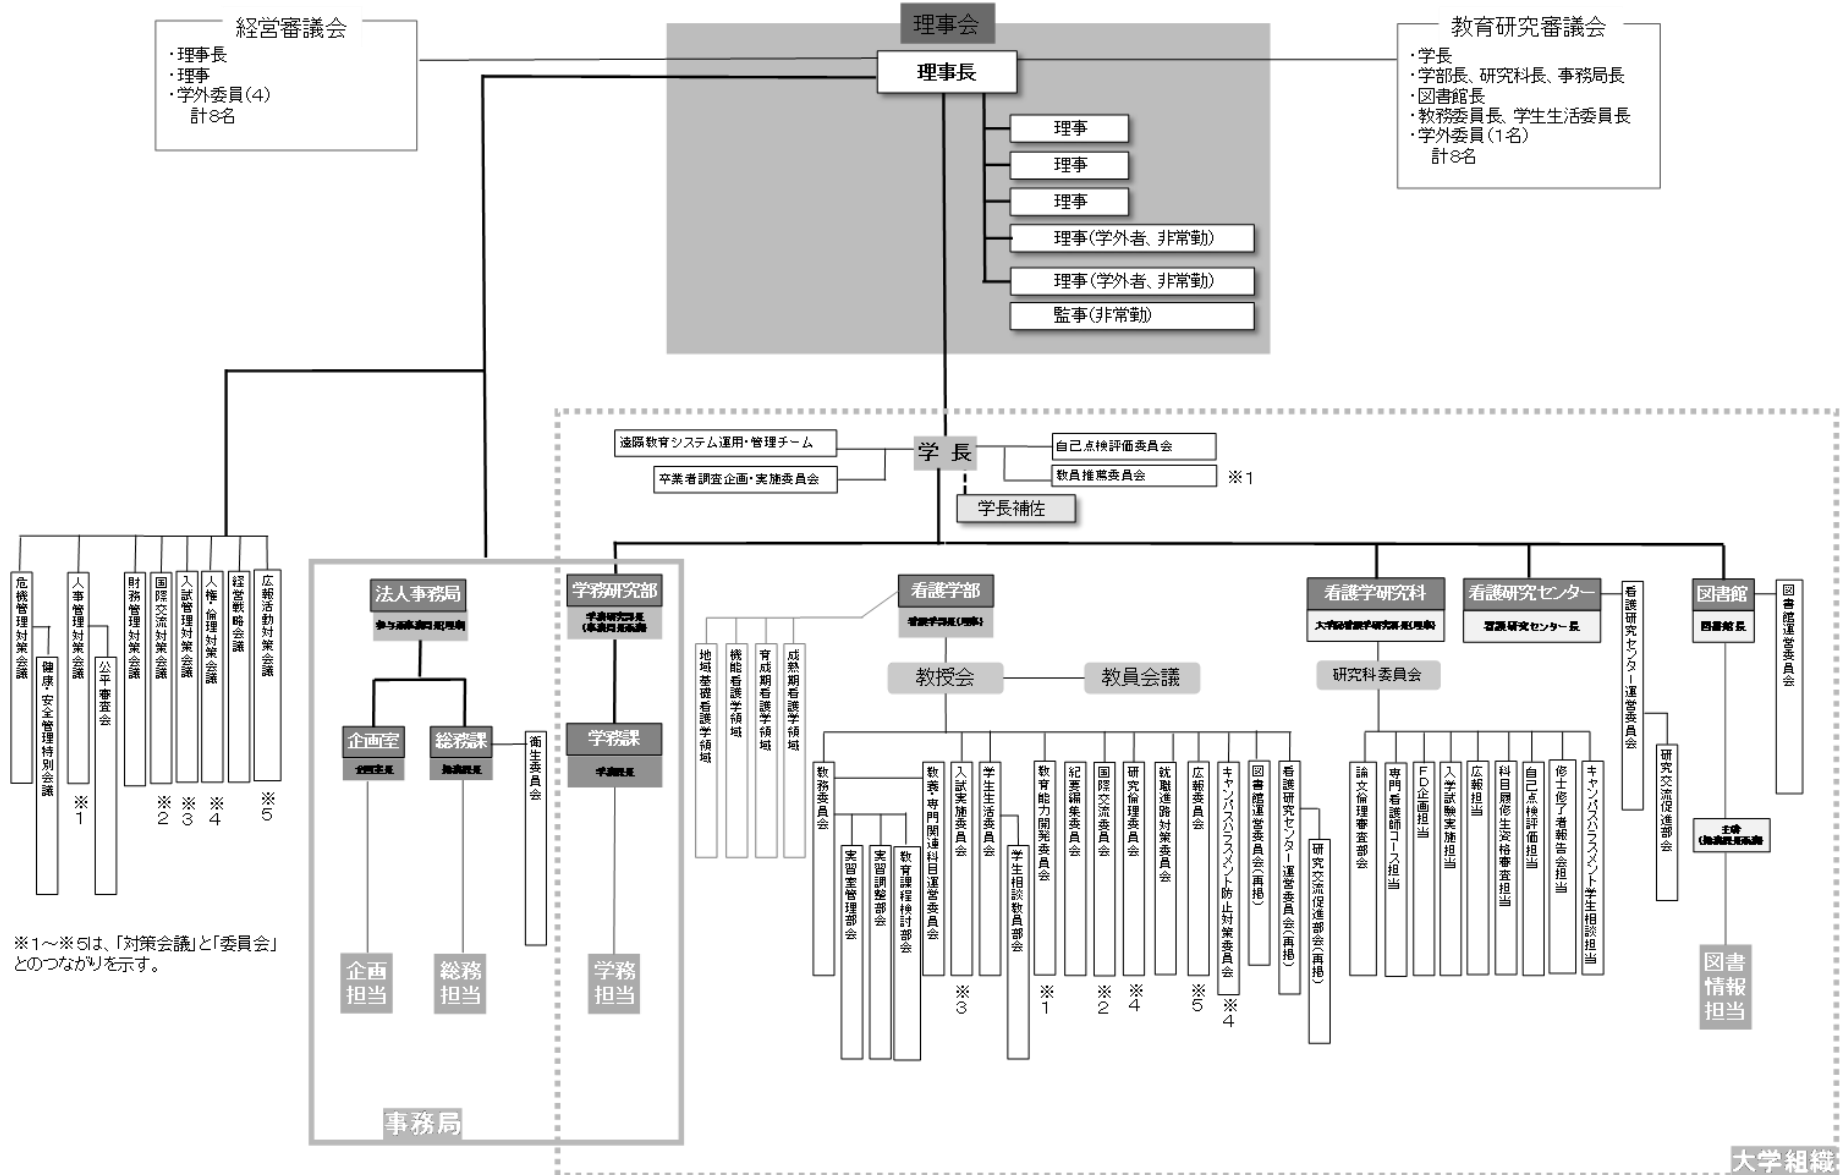 理事会
経営審議会
・理事長
・理事
・学外委員(4)
計8名
理事長
教育研究審議会
・学長
・学部長、研究科長、事務局長
・図書館長
・教務委員長、学生生活委員長
・学外委員(1名)
計8名
理事
理事
理事
理事(学外者、非常勤)
理事(学外者、非常勤)
監事(非常勤)
遠隔教育システム運用・管理チーム
卒業者調査企画・実施委員会
学長
自己点検評価委員会
教員推薦委員会
※1
学長補佐
危機管理対策会議
健康・安全管理特別会議
人事管理対策会議
※1
公平審査会
財務管理対策会議
国際交流対策会議
※2
入試管理対策会議
※3
人権・倫理対策会議
※4
経営戦略会議
広報活動対策会議
※5
※1～※5は、「対策会議」と「委員会」
とのつながりを示す。
法人事務局
企画室
企画室長
総務課
総務課長
衛生委員会
企画
担当
総務
担当
事務局
学務研究部
学務課
学務課長
学務
担当
看護学部
看護学部長(理事)
地域基礎看護学領域
機能看護学領域
育成期看護学領域
成熟期看護学領域
教授会
教員会議
教務委員会
実習室管理部会
実習調整部会
教育課程検討部会
教養・専門関連科目運営委員会
入試実施委員会
※3
学生生活委員会
学生相談教員部会
教育能力開発委員会
※1
紀要編集委員会
国際交流委員会
※2
研究倫理委員会
※4
就職進路対策委員会
広報委員会
※5
キャンパスハラスメント防止対策委員会
※4
図書館運営委員会(再掲)
看護研究センター運営委員会(再掲)
研究交流促進部会(再掲)
看護学研究科
大学院看護学研究科長(理事)
研究科委員会
論文倫理審査部会
専門看護師コース担当
FD企画担当
入学試験実施担当
広報担当
科目履修生資格審査担当
自己点検評価担当
修士修了者報告会担当
キャンパスハラスメント学生相談担当
看護研究センター
看護研究センター長
看護研究センター運営委員会
研究交流促進部会
図書館
図書館長
図書館運営委員会
図書
情報
担当
大学組織